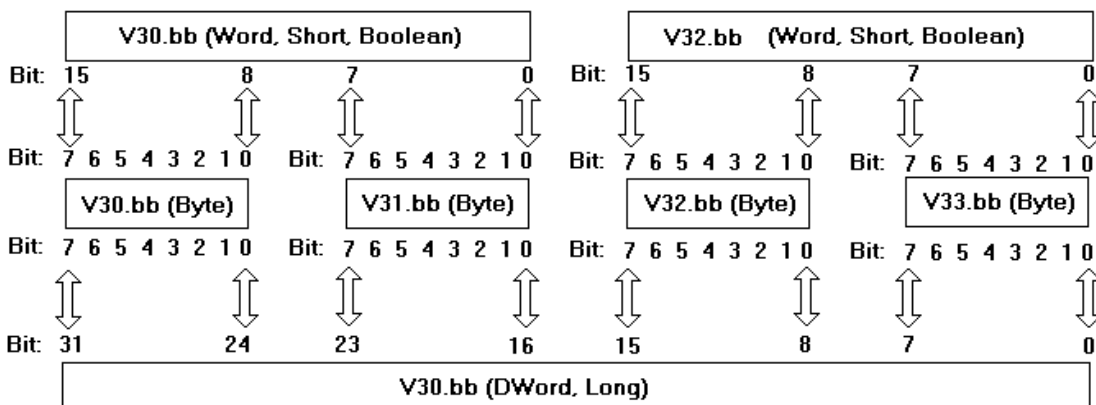 V30.bb (Word, Short, Boolean) V32.bb (Word, Short, Boolean)
Bit: 15 8 7 0 Bit: 15 8 7 0
Bit: 7 6 5 4 3 2 1 0 Bit: 7 6 5 4 3 2 1 0 Bit: 7 6 5 4 3 2 1 0 Bit: 7 6 5 4 3 2 1 0
V30.bb (Byte) V31.bb (Byte) V32.bb (Byte) V33.bb (Byte)
Bit: 7 6 5 4 3 2 1 0 Bit: 7 6 5 4 3 2 1 0 Bit: 7 6 5 4 3 2 1 0 Bit: 7 6 5 4 3 2 1 0
Bit: 31 24 23 16 15 8 7 0
V30.bb (DWord, Long)